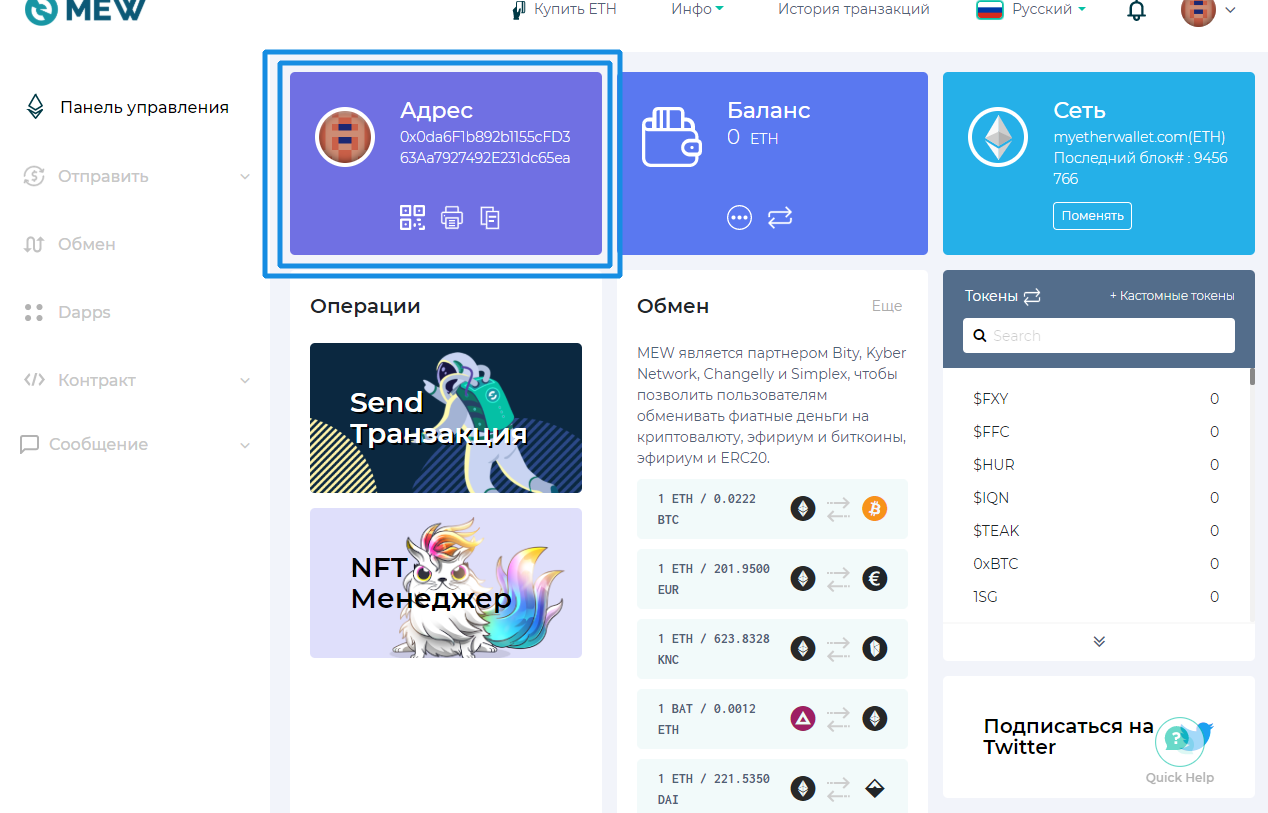 MEW
Купить ETH
Инфо
История транзакций
Русский
Панель управления
Отправить
Обмен
Dapps
Контракт
Сообщение
Адрес
0x0da6F1b892b1155cFD3
63Aa7927492E231dc65ea
Баланс
0 ETH
Сеть
myetherwallet.com(ETH)
Последний блок# : 9456
766
Поменять
Операции
Send
Транзакция
NFT
Менеджер
Обмен
Еще
MEW является партнером Bity, Kyber
Network, Changelly и Simplex, чтобы
позволить пользователям
обменивать фиатные деньги на
криптовалюту, эфириум и биткоины,
эфириум и ERC20.
1 ETH / 0.0222
BTC
1 ETH / 201.9500
EUR
1 ETH / 623.8328
KNC
1 BAT / 0.0012
ETH
1 ETH / 221.5350
DAI
Токены
+ Кастомные токены
Search
$FXY 0
$FFC 0
$HUR 0
$IQN 0
$TEAK 0
0xBTC 0
1SG 0
Подписаться на
Twitter
Quick Help